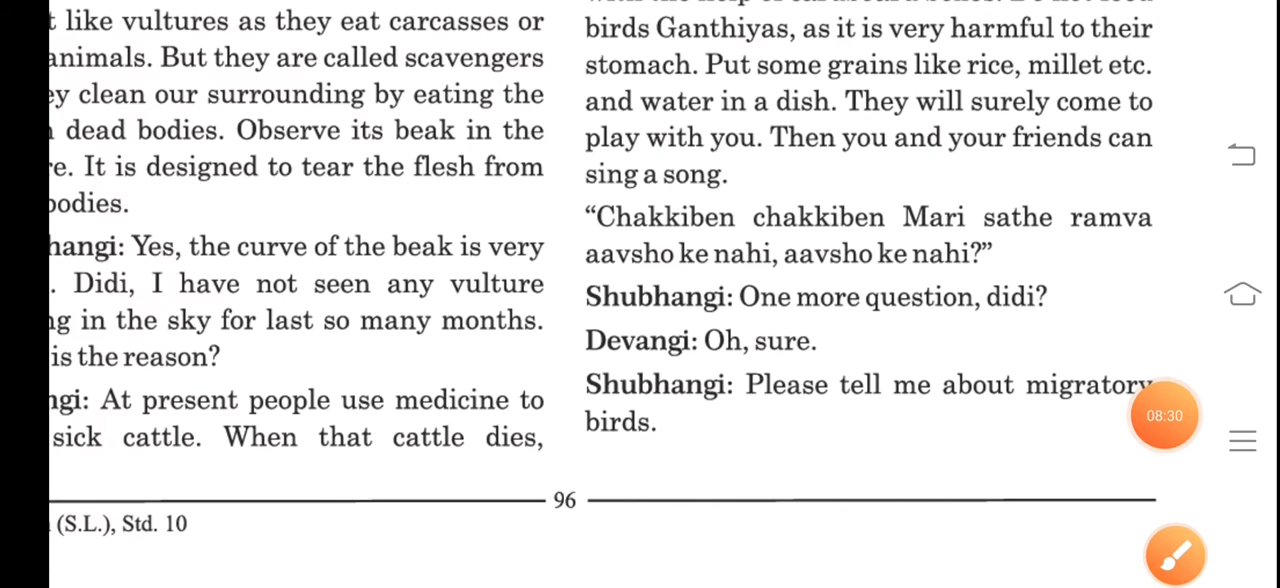 like vultures as they eat carcasses or
animals. But they are called scavengers
clean our surrounding by eating the
dead bodies. Observe its beak in the
It is designed to tear the flesh from
bodies.
hangi: Yes, the curve of the beak is very
. Didi, I have not seen any vulture
in the sky for last so many months.
is the reason?
ngi: At present people use medicine to
sick cattle. When that cattle dies,
birds Ganthiyas, as it is very harmful to their
stomach. Put some grains like rice, millet etc.
and water in a dish. They will surely come to
play with you. Then you and your friends can
sing a song.
“Chakkiben chakkiben Mari sathe ramva
aavsho ke nahi, aavsho ke nahi?”
Shubhangi: One more question, didi?
Devangi: Oh, sure.
Shubhangi: Please tell me about migratory
birds.
96
(S.L.), Std. 10
08:30